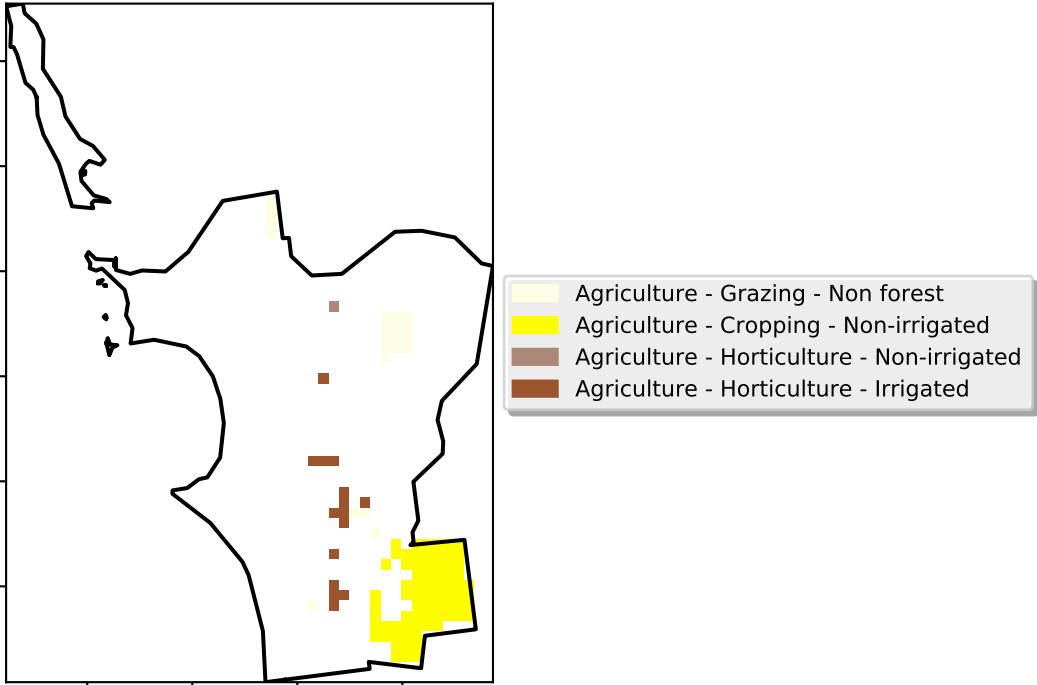 Agriculture - Grazing - Non forest
Agriculture - Cropping - Non-irrigated
Agriculture - Horticulture - Non-irrigated
Agriculture - Horticulture - Irrigated